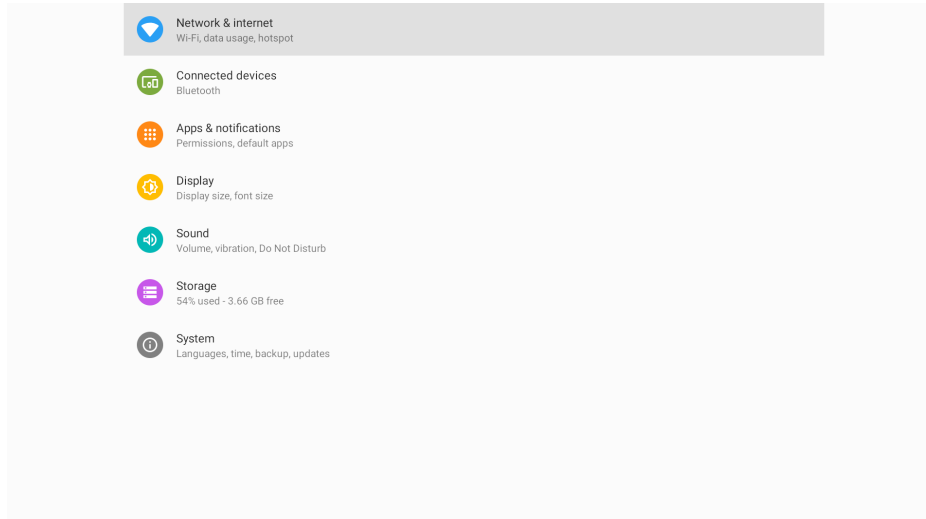 Network & internet
Wi-Fi, data usage, hotspot
Connected devices
Bluetooth
Apps & notifications
Permissions, default apps
Display
Display size, font size
Sound
Volume, vibration, Do Not Disturb
Storage
54% used - 3.66 GB free
System
Languages, time, backup, updates